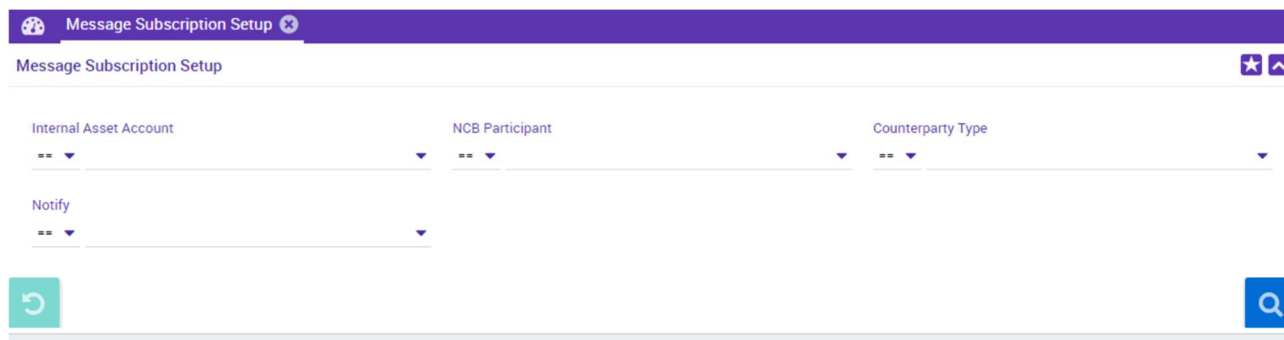 Message Subscription Setup
Message Subscription Setup
Internal Asset Account NCB Participant Counterparty Type
== == ==
Notify
==